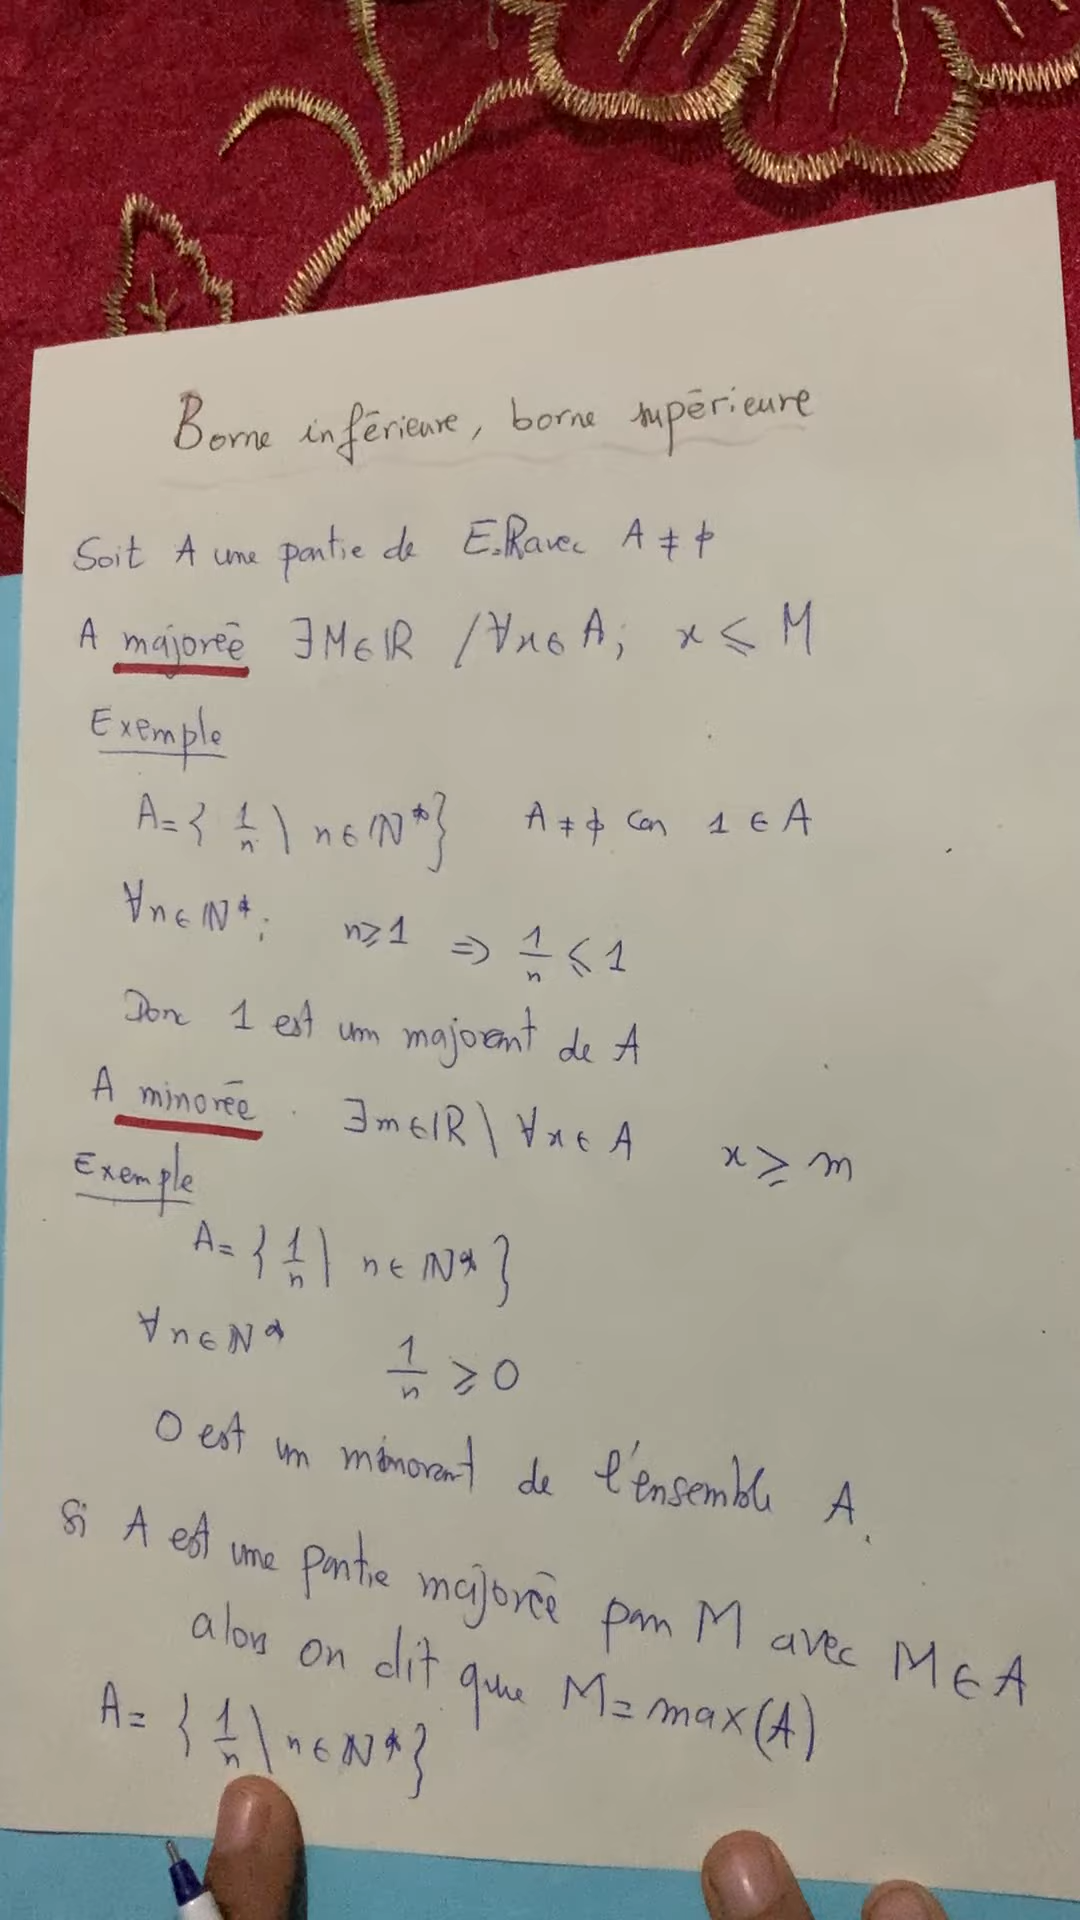 Borne inférieure, borne supérieure
Soit A une partie de E=ℝ avec A ≠ ϕ
A majorée ∃M∈ℝ /∀x∈A; x ⩽ M
Exemple
A={ 1/n \ n∈ℕ*} A≠ϕ car 1 ∈ A
∀n∈ℕ*; n⩾1 ⇒ 1/n ⩽ 1
Donc 1 est um majorent de A
A minorée . ∃m∈ℝ \ ∀x∈A x ⩾ m
Exemple
A= { 1/n \ n∈ℕ* }
∀n∈ℕ* 1/n ⩾ 0
0 est un minorant de l'ensemble A.
Si A est une partie majorée par M avec M∈A
alors on dit que M=max(A)
A= { 1/n \ n∈ℕ*}